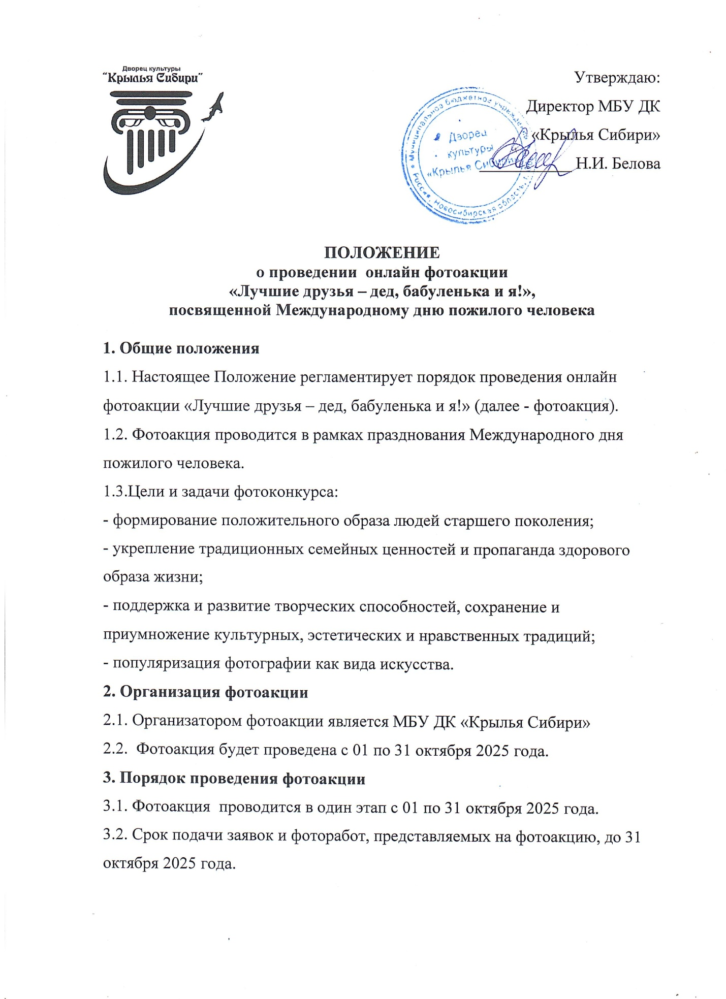 Дворец культуры
“Крылья Сибири”
Утверждаю:
Директор МБУ ДК
«Крылья Сибири»
Н.И. Белова
Муниципальное бюджетное учреждение
Дворец
культуры
«Крылья Сибири»
Россия, Новосибирская область,
ПОЛОЖЕНИЕ
о проведении онлайн фотоакции
«Лучшие друзья – дед, бабуленька и я!»,
посвященной Международному дню пожилого человека
1. Общие положения
1.1. Настоящее Положение регламентирует порядок проведения онлайн
фотоакции «Лучшие друзья – дед, бабуленька и я!» (далее - фотоакция).
1.2. Фотоакция проводится в рамках празднования Международного дня
пожилого человека.
1.3.Цели и задачи фотоконкурса:
- формирование положительного образа людей старшего поколения;
- укрепление традиционных семейных ценностей и пропаганда здорового
образа жизни;
- поддержка и развитие творческих способностей, сохранение и
приумножение культурных, эстетических и нравственных традиций;
- популяризация фотографии как вида искусства.
2. Организация фотоакции
2.1. Организатором фотоакции является МБУ ДК «Крылья Сибири»
2.2. Фотоакция будет проведена с 01 по 31 октября 2025 года.
3. Порядок проведения фотоакции
3.1. Фотоакция проводится в один этап с 01 по 31 октября 2025 года.
3.2. Срок подачи заявок и фоторабот, представляемых на фотоакцию, до 31
октября 2025 года.